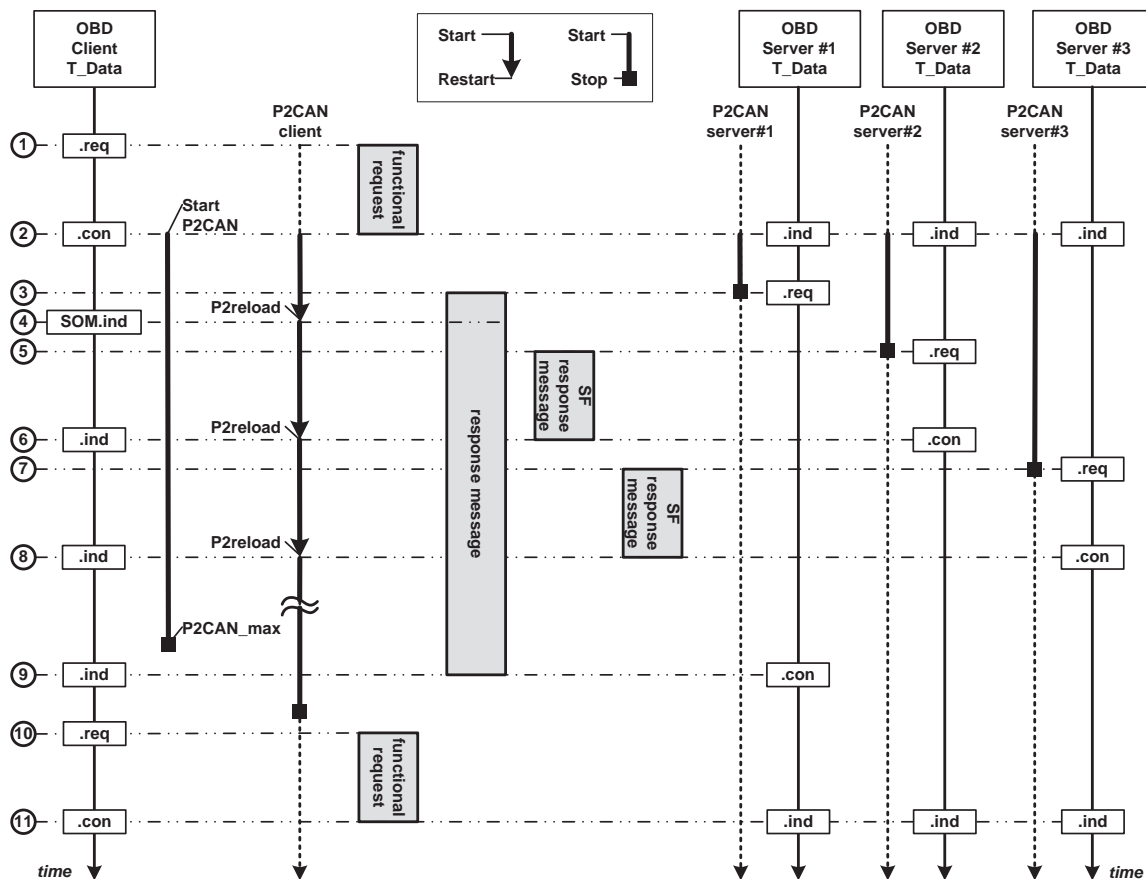 OBD
Client
T_Data
Start
Restart
Start
Stop
OBD
Server #1
T_Data
OBD
Server #2
T_Data
OBD
Server #3
T_Data
P2CAN
client
P2CAN
server#1
P2CAN
server#2
P2CAN
server#3
1
.req
functional
request
Start
P2CAN
2
.con
.ind
.ind
.ind
3
.req
P2reload
4
SOM.ind
5
.req
response message
SF
response
message
P2reload
6
.ind
.con
7
.req
SF
response
message
P2reload
8
.ind
.con
P2CAN_max
9
.ind
.con
10
.req
functional
request
11
.con
.ind
.ind
.ind
time
time